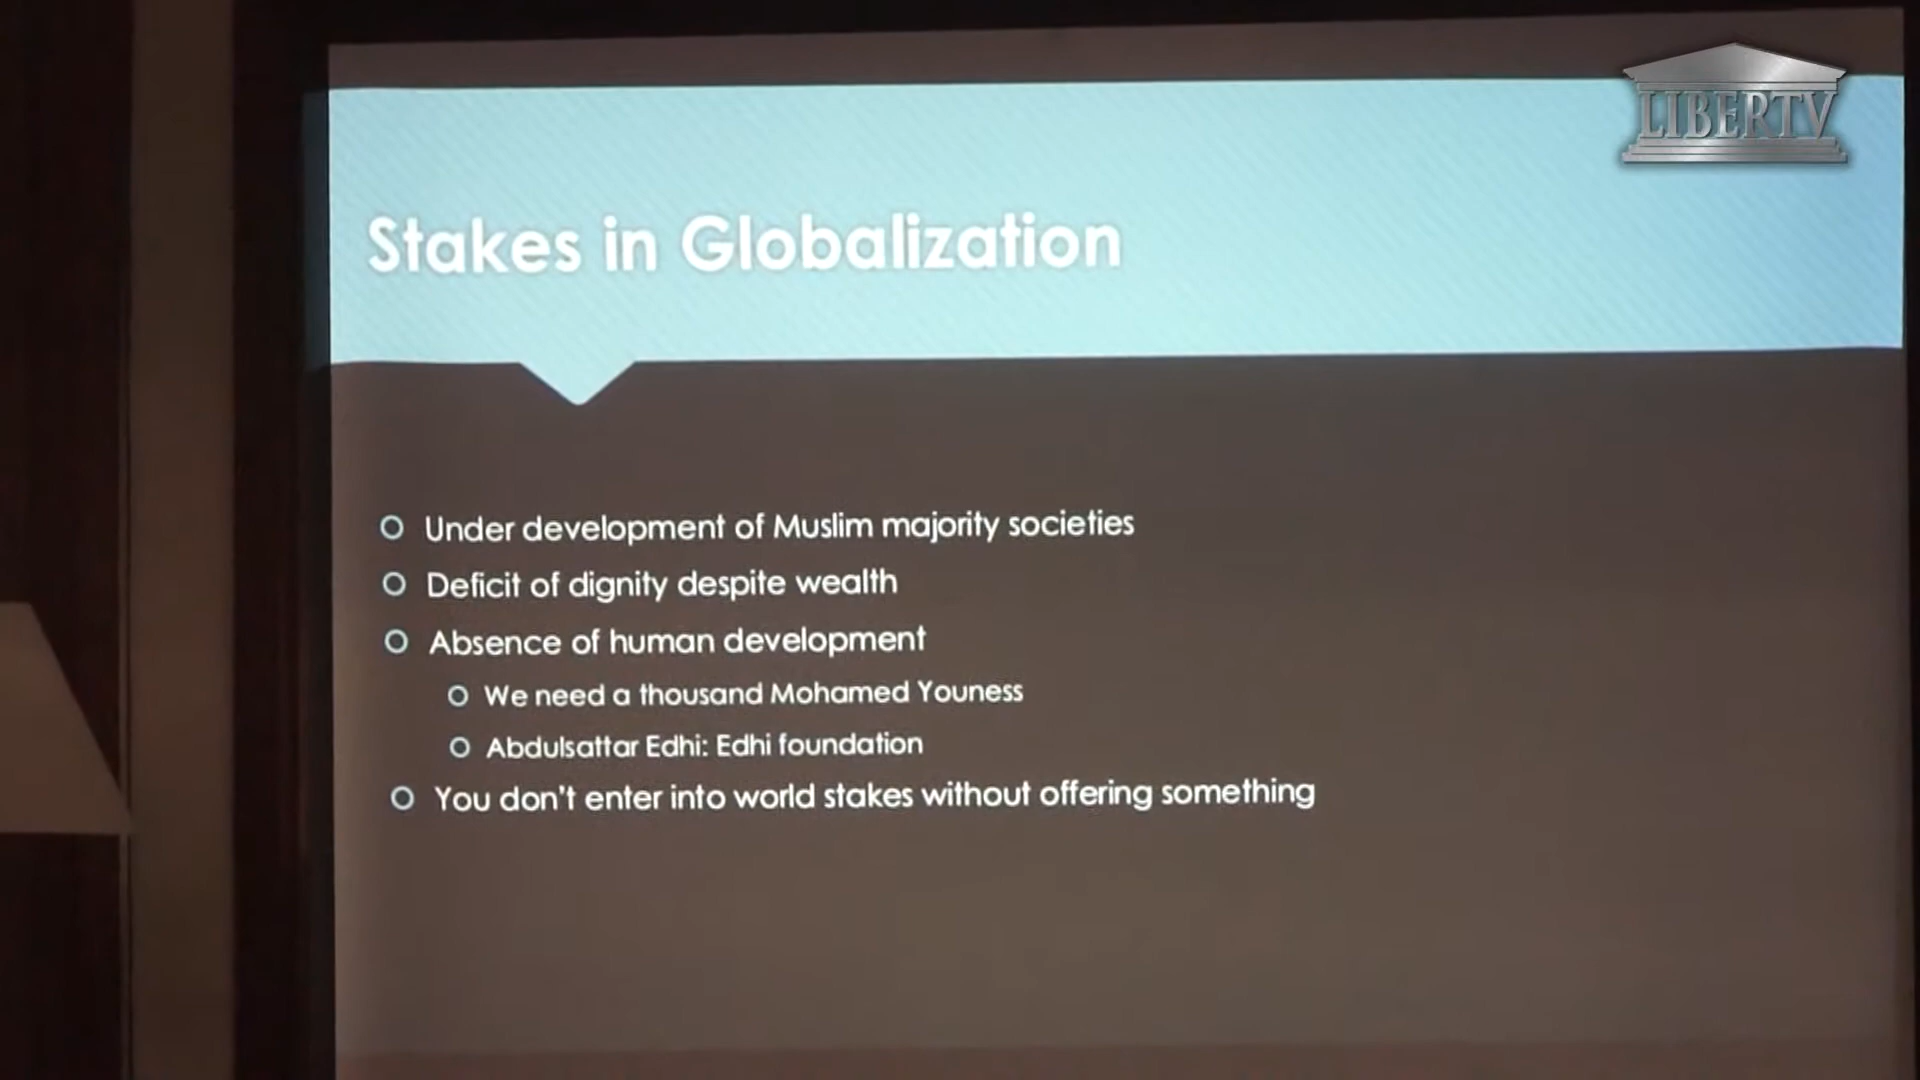 LIBERTV
Stakes in Globalization
Under development of Muslim majority societies
Deficit of dignity despite wealth
Absence of human development
We need a thousand Mohamed Youness
Abdulsattar Edhi: Edhi foundation
You don't enter into world stakes without offering something